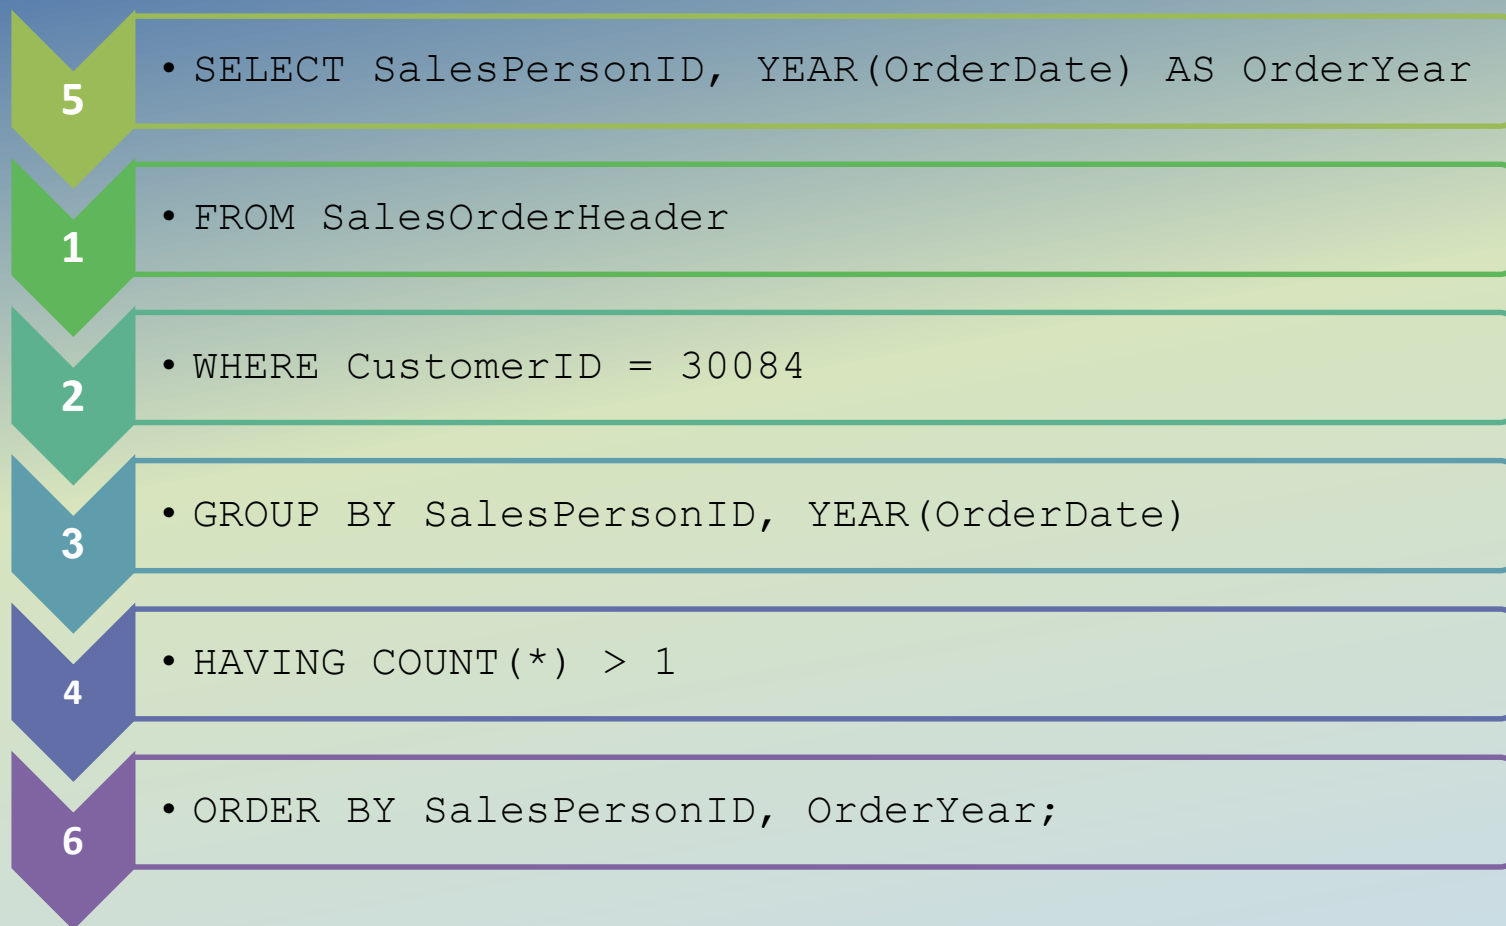 5 • SELECT SalesPersonID, YEAR(OrderDate) AS OrderYear
1 • FROM SalesOrderHeader
2 • WHERE CustomerID = 30084
3 • GROUP BY SalesPersonID, YEAR(OrderDate)
4 • HAVING COUNT(*) > 1
6 • ORDER BY SalesPersonID, OrderYear;